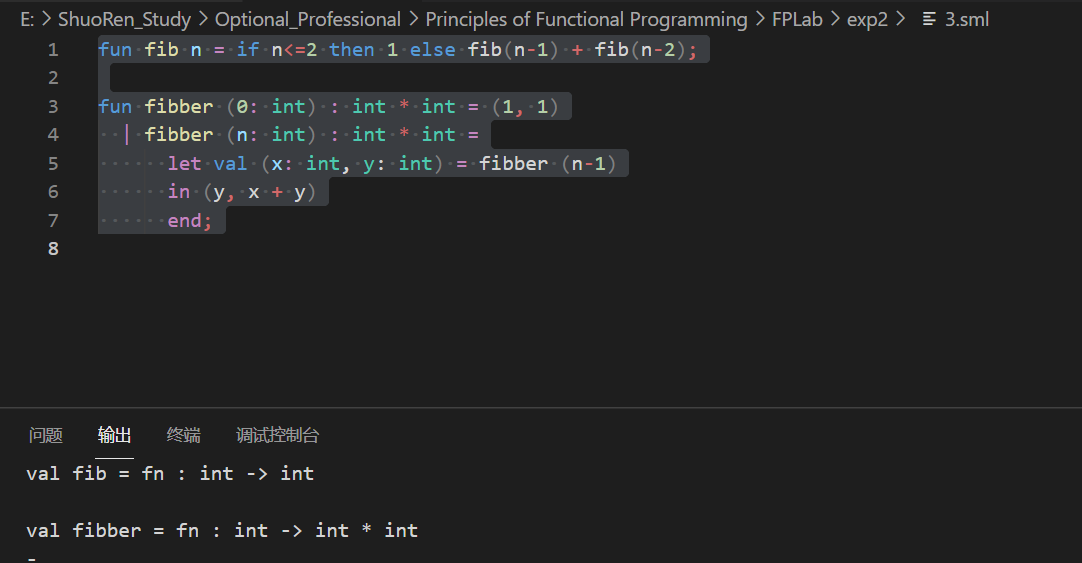 E: > ShuoRen_Study > Optional_Professional > Principles of Functional Programming > FPLab > exp2 > 3.sml
1 fun fib n = if n<=2 then 1 else fib(n-1) + fib(n-2);
2
3 fun fibber (0: int) : int * int = (1, 1)
4   | fibber (n: int) : int * int =
5       let val (x: int, y: int) = fibber (n-1)
6       in (y, x + y)
7       end;
8
问题 输出 终端 调试控制台
val fib = fn : int -> int
val fibber = fn : int -> int * int
-